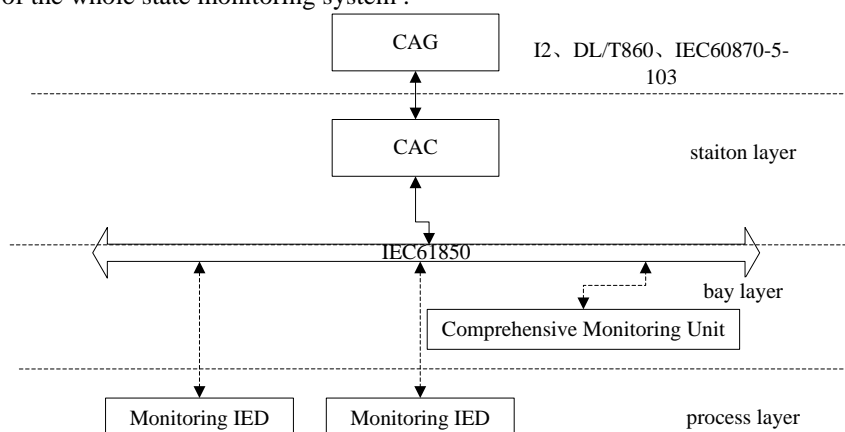 of the whole state monitoring system .
CAG
I2、DL/T860、IEC60870-5-
103
CAC
staiton layer
IEC61850
bay layer
Comprehensive Monitoring Unit
Monitoring IED
Monitoring IED
process layer